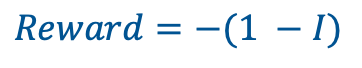 Reward = −(1 − I)